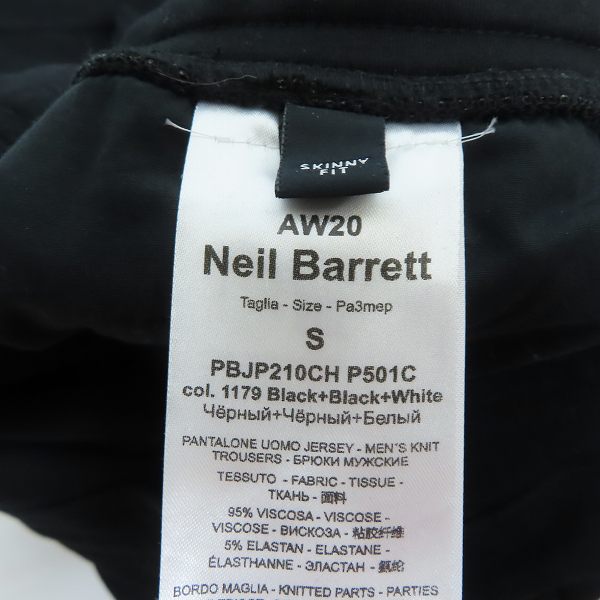 SKINNY
FIT
AW20
Neil Barrett
Taglia - Size - Ра3мер
S
PBJP210CH P501C
col. 1179 Black+Black+White
Чёрный+Чёрный+Белый
PANTALONE UOMO JERSEY - MEN'S KNIT
TROUSERS - БРЮКИ МУЖСКИЕ
TESSUTO - FABRIC - TISSUE -
ТКАНЬ - 面料
95% VISCOSA - VISCOSE -
VISCOSE - ВИСКОЗА - 粘胶纤维
5% ELASTAN - ELASTANE -
ÉLASTHANNE - ЭЛАСТАН - 氨纶
BORDO MAGLIA - KNITTED PARTS - PARTIES